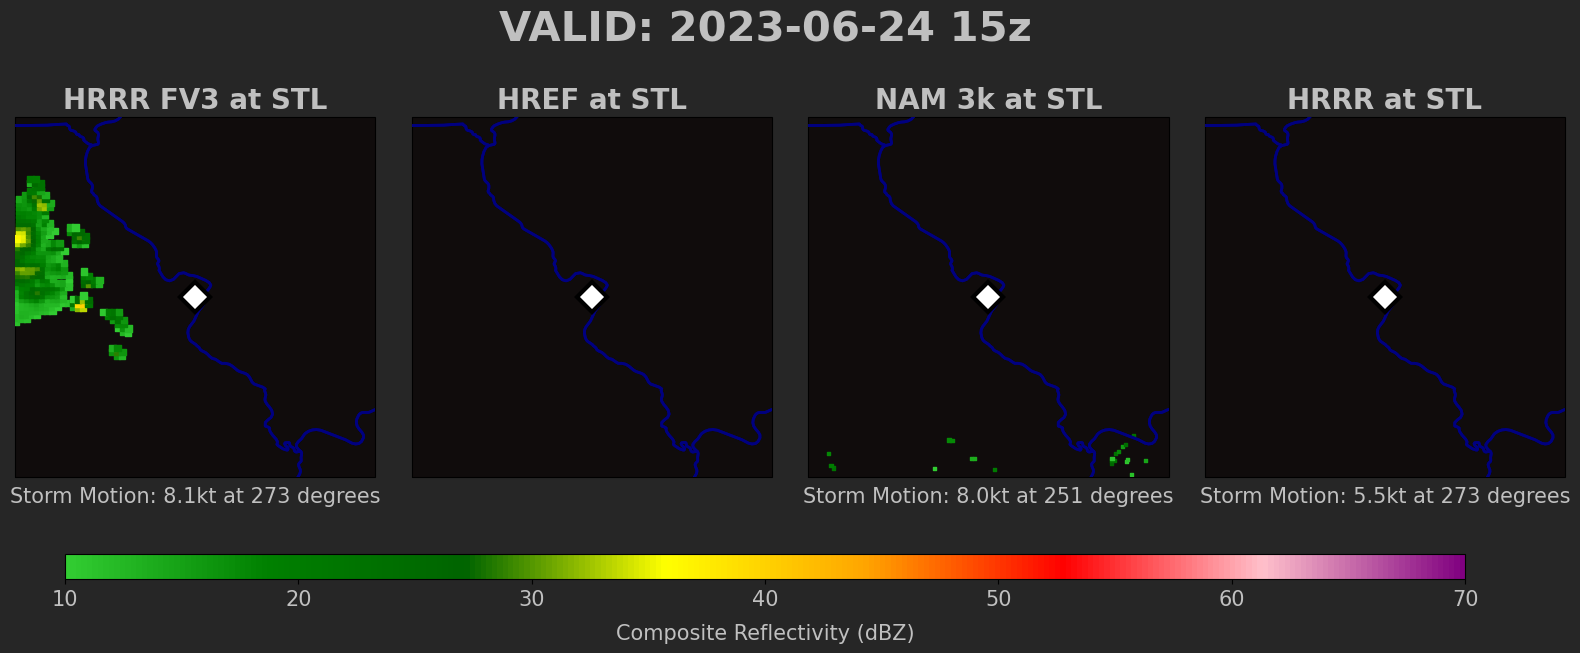 VALID: 2023-06-24 15z
HRRR FV3 at STL
HREF at STL
NAM 3k at STL
HRRR at STL
Storm Motion: 8.1kt at 273 degrees
Storm Motion: 8.0kt at 251 degrees
Storm Motion: 5.5kt at 273 degrees
10 20 30 40 50 60 70
Composite Reflectivity (dBZ)